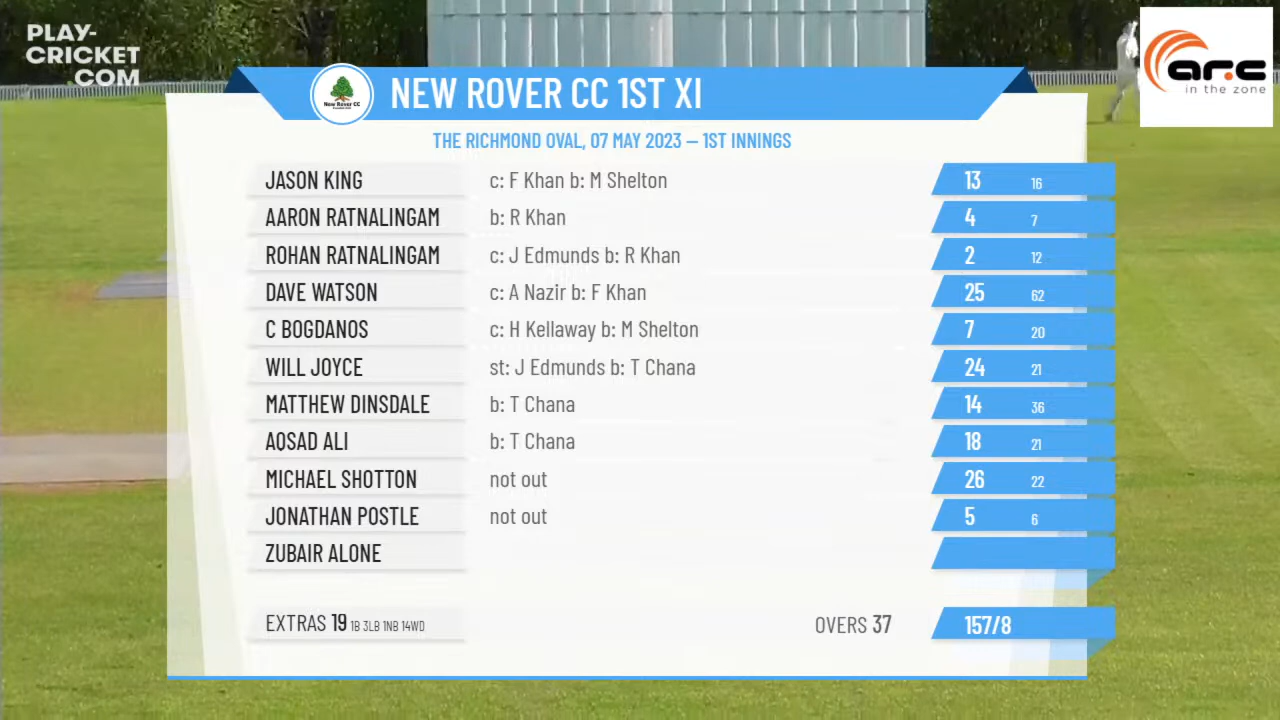 PLAY-
CRICKET
.COM
arc
in the zone
New Rover CC
NEW ROVER CC 1ST XI
THE RICHMOND OVAL, 07 MAY 2023 – 1ST INNINGS
JASON KING c: F Khan b: M Shelton 13 16
AARON RATNALINGAM b: R Khan 4 7
ROHAN RATNALINGAM c: J Edmunds b: R Khan 2 12
DAVE WATSON c: A Nazir b: F Khan 25 62
C BOGDANOS c: H Kellaway b: M Shelton 7 20
WILL JOYCE st: J Edmunds b: T Chana 24 21
MATTHEW DINSDALE b: T Chana 14 36
AQSAD ALI b: T Chana 18 21
MICHAEL SHOTTON not out 26 22
JONATHAN POSTLE not out 5 6
ZUBAIR ALONE
EXTRAS 19 1B 3LB 1NB 14WD OVERS 37 157/8